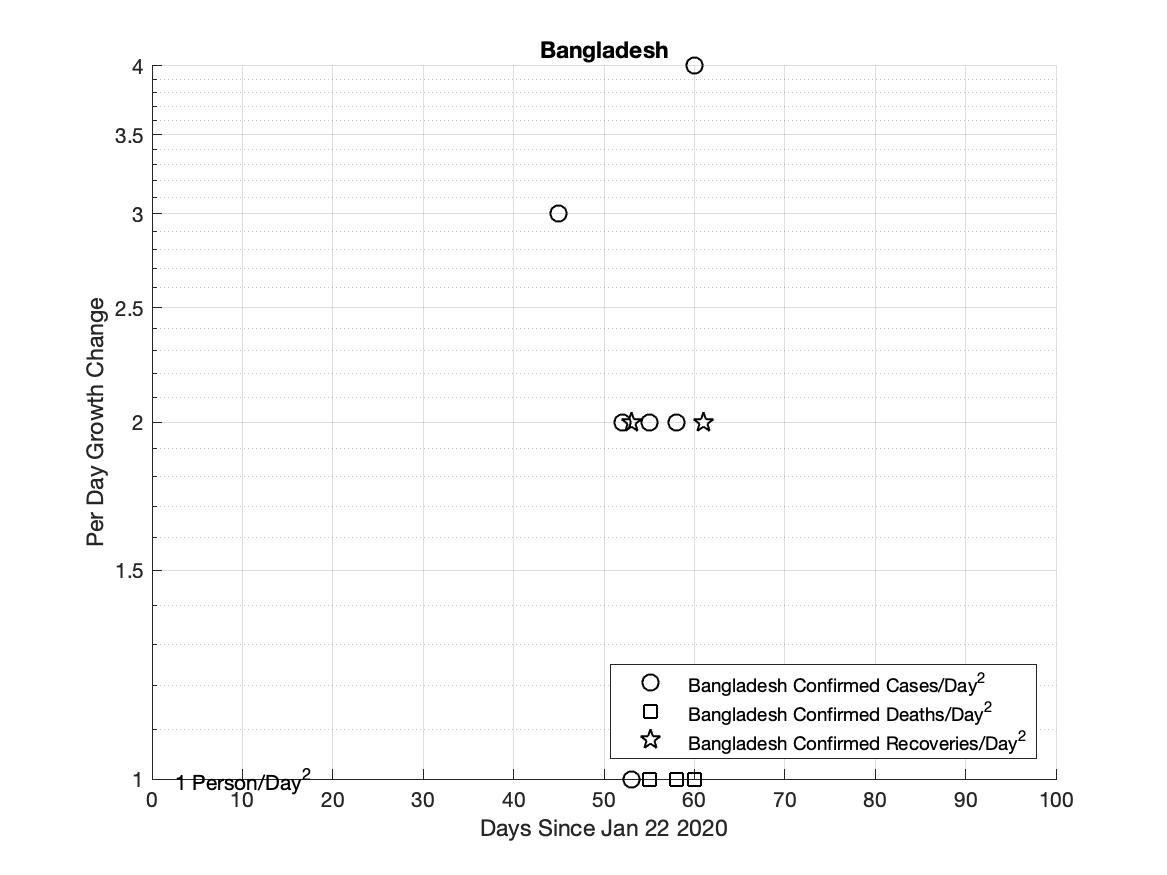 Bangladesh
4
3.5
3
2.5
2
1.5
1
Per Day Growth Change
1 Person/Day²
Bangladesh Confirmed Cases/Day²
Bangladesh Confirmed Deaths/Day²
Bangladesh Confirmed Recoveries/Day²
0 10 20 30 40 50 60 70 80 90 100
Days Since Jan 22 2020